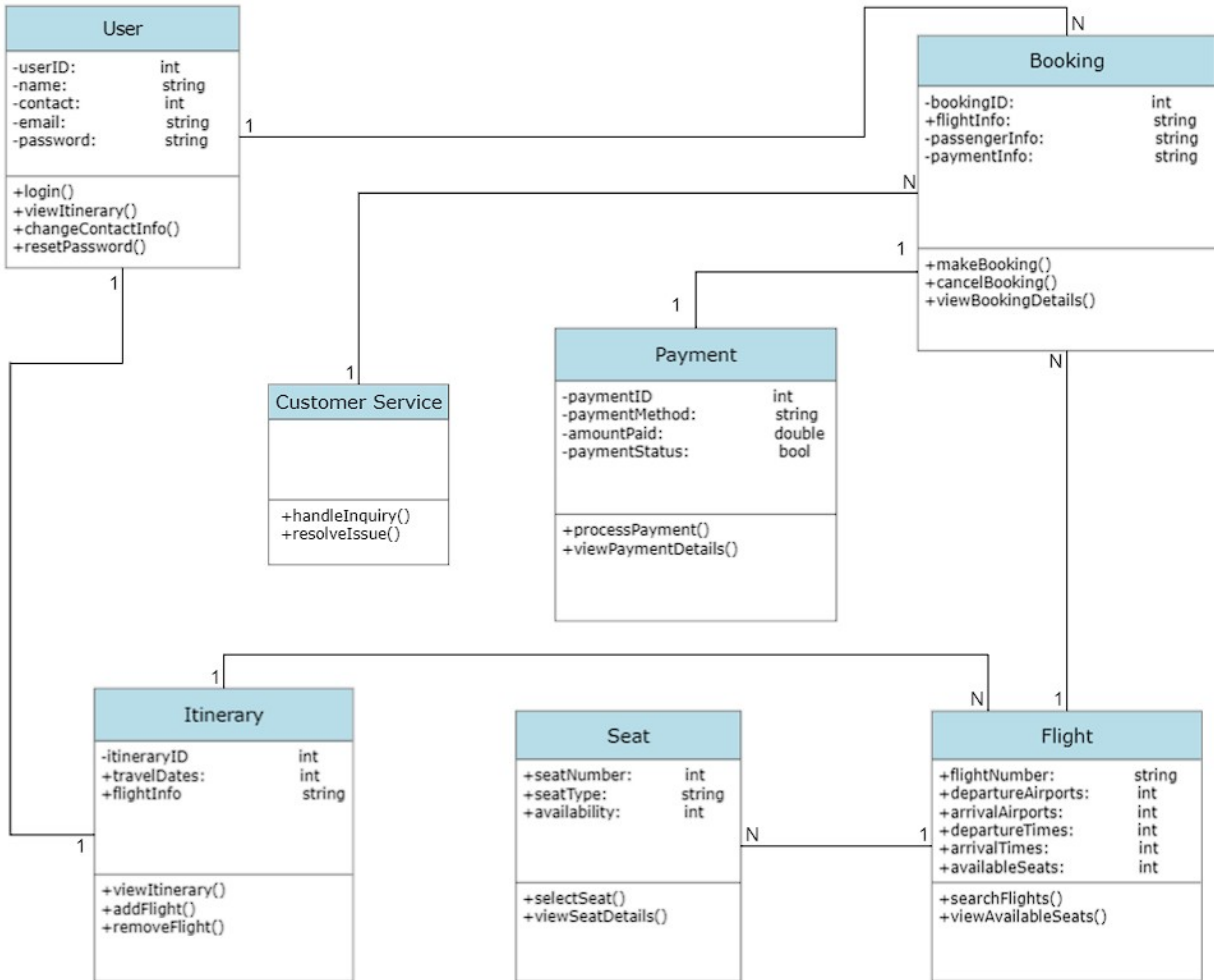 User
-userID: int
-name: string
-contact: int
-email: string
-password: string
+login()
+viewItinerary()
+changeContactInfo()
+resetPassword()
1
1
N
Booking
-bookingID: int
+flightInfo: string
-passengerInfo: string
-paymentInfo: string
+makeBooking()
+cancelBooking()
+viewBookingDetails()
N
1
N
1
Customer Service
+handleInquiry()
+resolveIssue()
1
Payment
-paymentID int
-paymentMethod: string
-amountPaid: double
-paymentStatus: bool
+processPayment()
+viewPaymentDetails()
1
Itinerary
-itineraryID int
+travelDates: int
+flightInfo string
+viewItinerary()
+addFlight()
+removeFlight()
1
Seat
+seatNumber: int
+seatType: string
+availability: int
+selectSeat()
+viewSeatDetails()
N
1
N
1
Flight
+flightNumber: string
+departureAirports: int
+arrivalAirports: int
+departureTimes: int
+arrivalTimes: int
+availableSeats: int
+searchFlights()
+viewAvailableSeats()